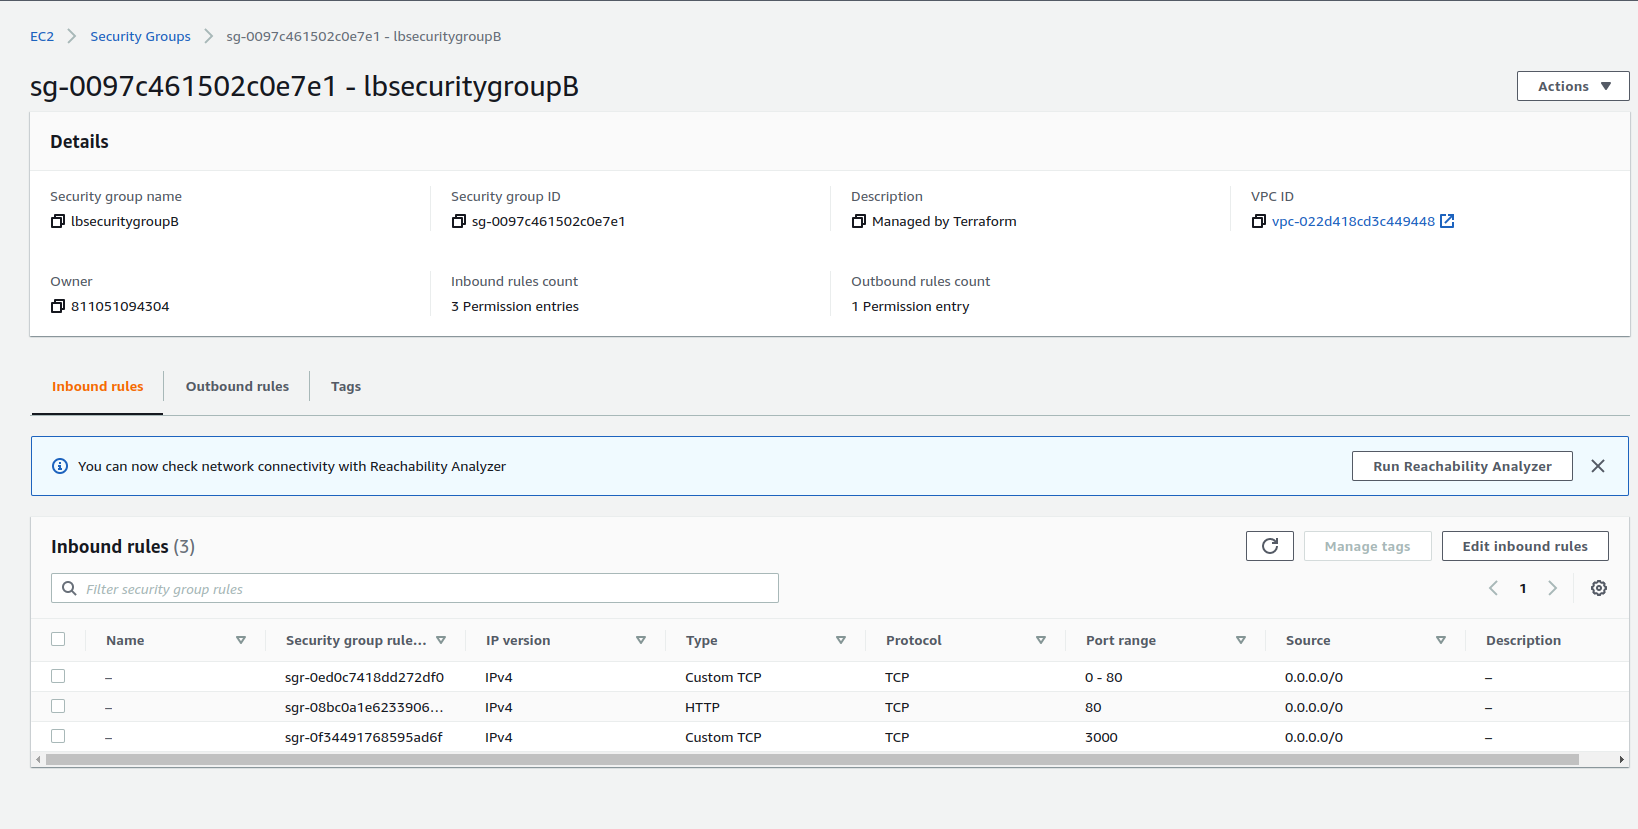 EC2 > Security Groups > sg-0097c461502c0e7e1 - lbsecuritygroupB
sg-0097c461502c0e7e1 - lbsecuritygroupB
Actions
Details
Security group name
lbsecuritygroupB
Security group ID
sg-0097c461502c0e7e1
Description
Managed by Terraform
VPC ID
vpc-022d418cd3c449448
Owner
811051094304
Inbound rules count
3 Permission entries
Outbound rules count
1 Permission entry
Inbound rules Outbound rules Tags
You can now check network connectivity with Reachability Analyzer
Run Reachability Analyzer
Inbound rules (3)
Manage tags
Edit inbound rules
Filter security group rules
1
Name Security group rule... IP version Type Protocol Port range Source Description
– sgr-0ed0c7418dd272df0 IPv4 Custom TCP TCP 0 - 80 0.0.0.0/0 –
– sgr-08bc0a1e6233906... IPv4 HTTP TCP 80 0.0.0.0/0 –
– sgr-0f34491768595ad6f IPv4 Custom TCP TCP 3000 0.0.0.0/0 –